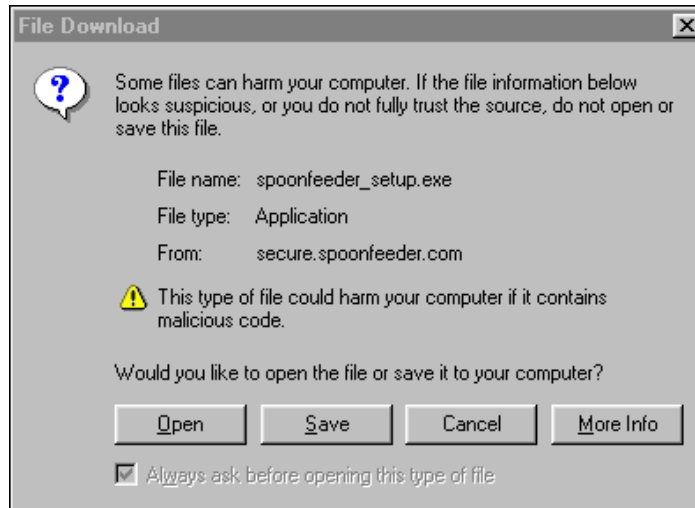 File Download
Some files can harm your computer. If the file information below
looks suspicious, or you do not fully trust the source, do not open or
save this file.
File name: spoonfeeder_setup.exe
File type: Application
From: secure.spoonfeeder.com
This type of file could harm your computer if it contains
malicious code.
Would you like to open the file or save it to your computer?
Open Save Cancel More Info
Always ask before opening this type of file